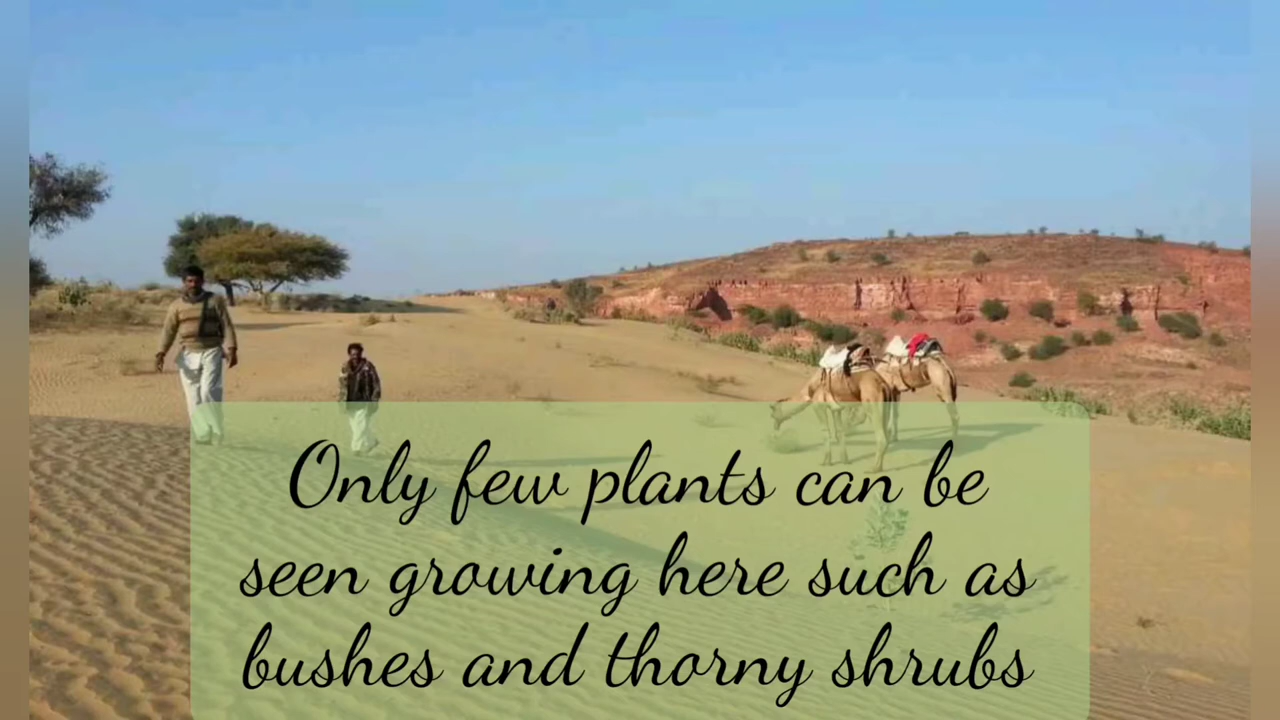 Only few plants can be
seen growing here such as
bushes and thorny shrubs